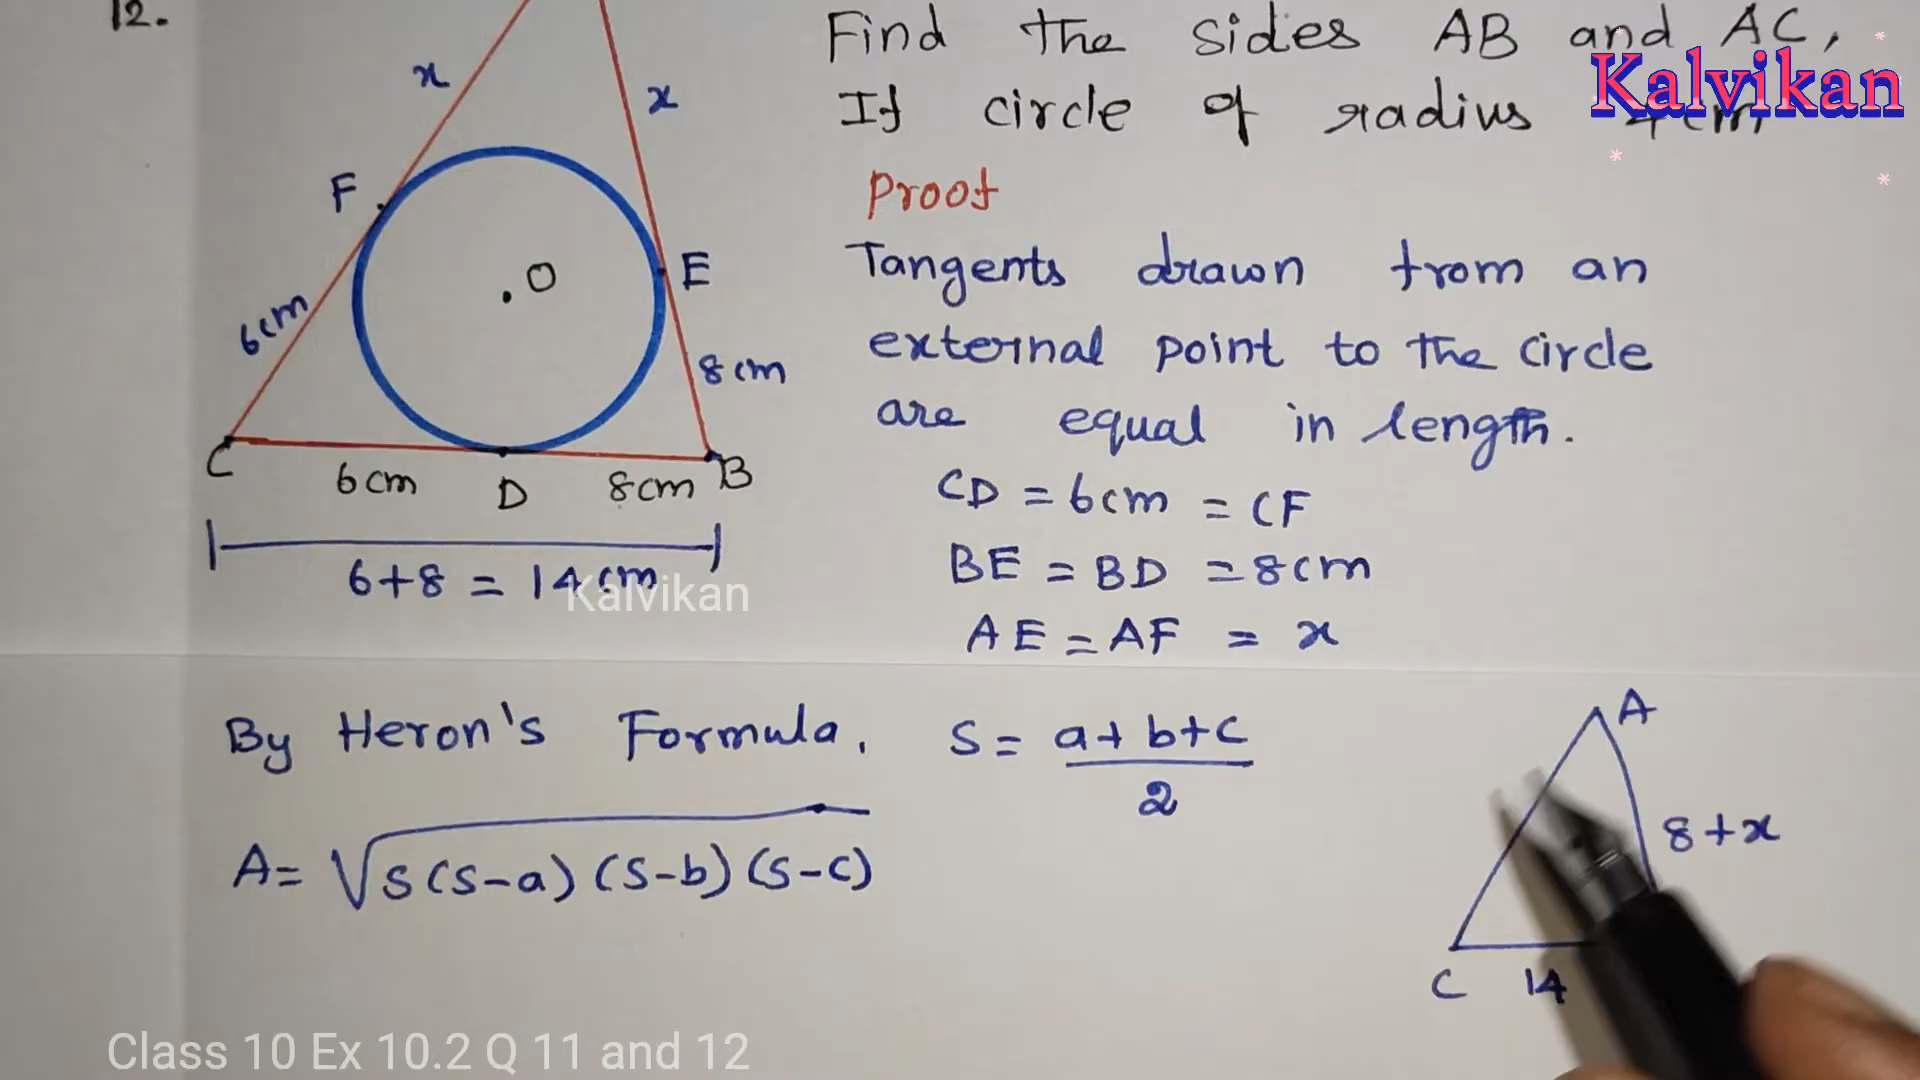 12.
Find the sides AB and AC,
If circle of radius 4cm
Kalvikan
Proof
Tangents drawn from an
external point to the circle
are equal in length.
CD = 6cm = CF
BE = BD = 8cm
AE = AF = x
x
x
F
O
E
6cm
8cm
C
6cm
D
8cm
B
6+8 = 14cm
Kalvikan
By Heron's Formula,
S = a+b+c
2
A= √S(S-a)(S-b)(S-c)
A
8+x
C
14
Class 10 Ex 10.2 Q 11 and 12